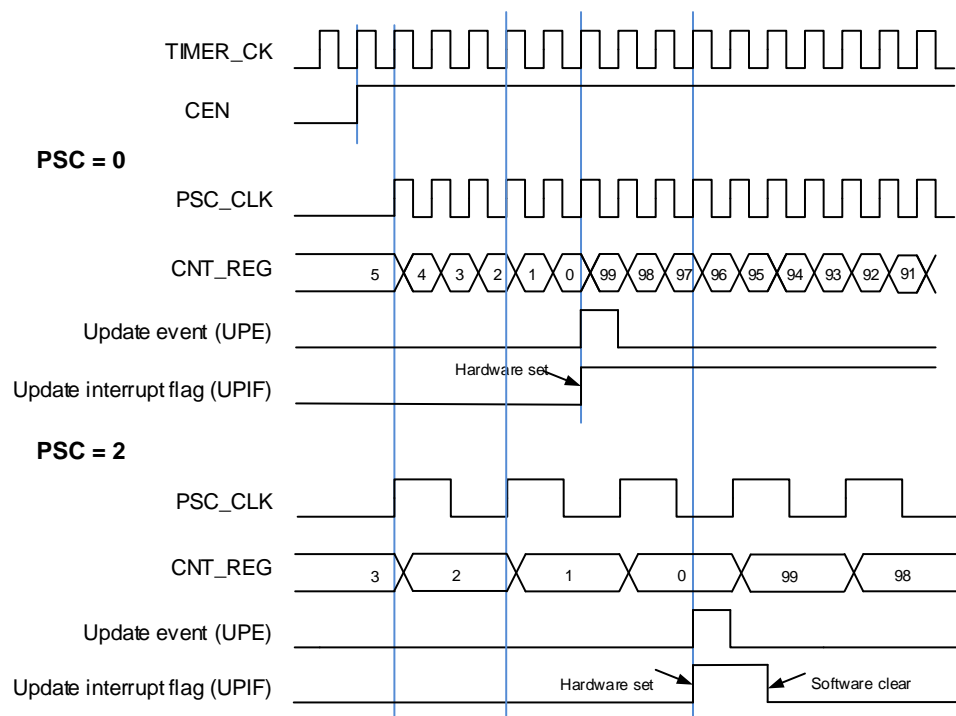 TIMER_CK
CEN
PSC = 0
PSC_CLK
CNT_REG 5 4 3 2 1 0 99 98 97 96 95 94 93 92 91
Update event (UPE)
Hardware set
Update interrupt flag (UPIF)
PSC = 2
PSC_CLK
CNT_REG 3 2 1 0 99 98
Update event (UPE)
Update interrupt flag (UPIF) Hardware set Software clear